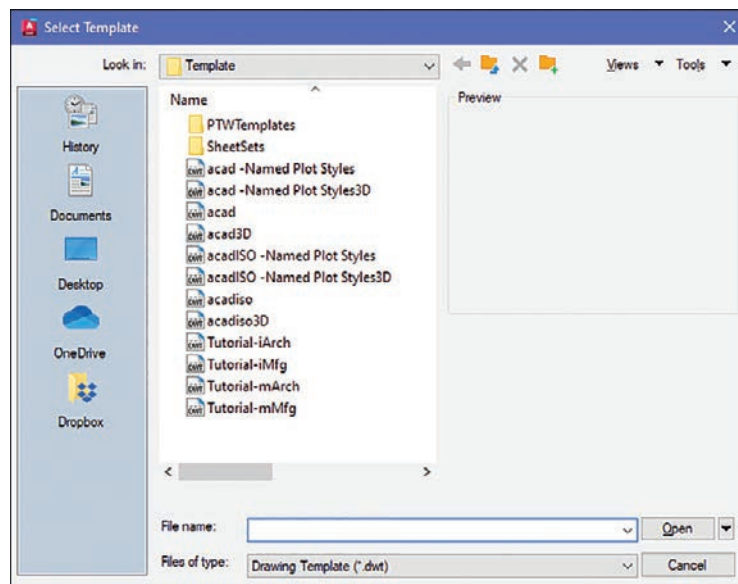 Select Template
Look in:
Template
Views
Tools
History
Documents
Desktop
OneDrive
Dropbox
Name
PTWTemplates
SheetSets
acad -Named Plot Styles
acad -Named Plot Styles3D
acad
acad3D
acadISO -Named Plot Styles
acadISO -Named Plot Styles3D
acadiso
acadiso3D
Tutorial-iArch
Tutorial-iMfg
Tutorial-mArch
Tutorial-mMfg
Preview
File name:
Open
Files of type:
Drawing Template (*.dwt)
Cancel